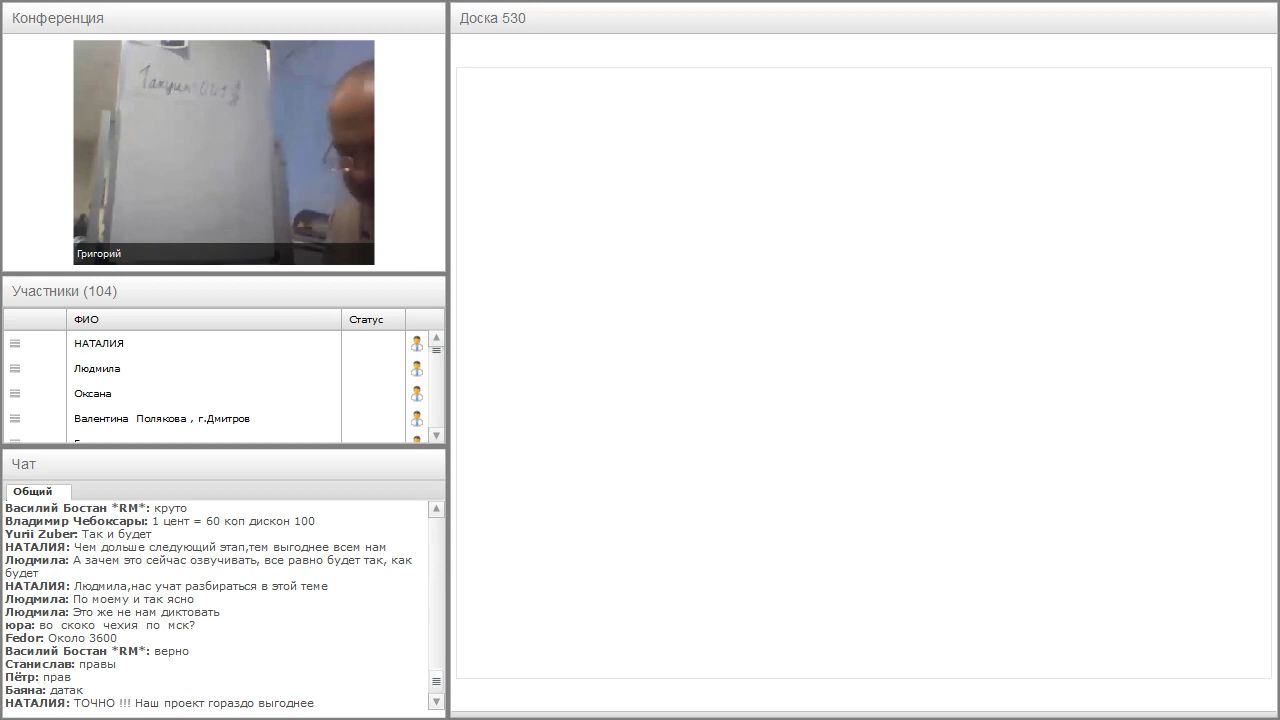 Конференция
Григорий
Участники (104)
ФИО Статус
НАТАЛИЯ
Людмила
Оксана
Валентина Полякова , г.Дмитров
Чат
Общий
Василий Бостан *RM*: круто
Владимир Чебоксары: 1 цент = 60 коп дискон 100
Yurii Zuber: Так и будет
НАТАЛИЯ: Чем дольше следующий этап,тем выгоднее всем нам
Людмила: А зачем это сейчас озвучивать, все равно будет так, как
будет
НАТАЛИЯ: Людмила,нас учат разбираться в этой теме
Людмила: По моему и так ясно
Людмила: Это же не нам диктовать
юра: во скоко чехия по мск?
Fedor: Около 3600
Василий Бостан *RM*: верно
Станислав: правы
Пётр: прав
Баяна: датак
НАТАЛИЯ: ТОЧНО !!! Наш проект гораздо выгоднее
Доска 530